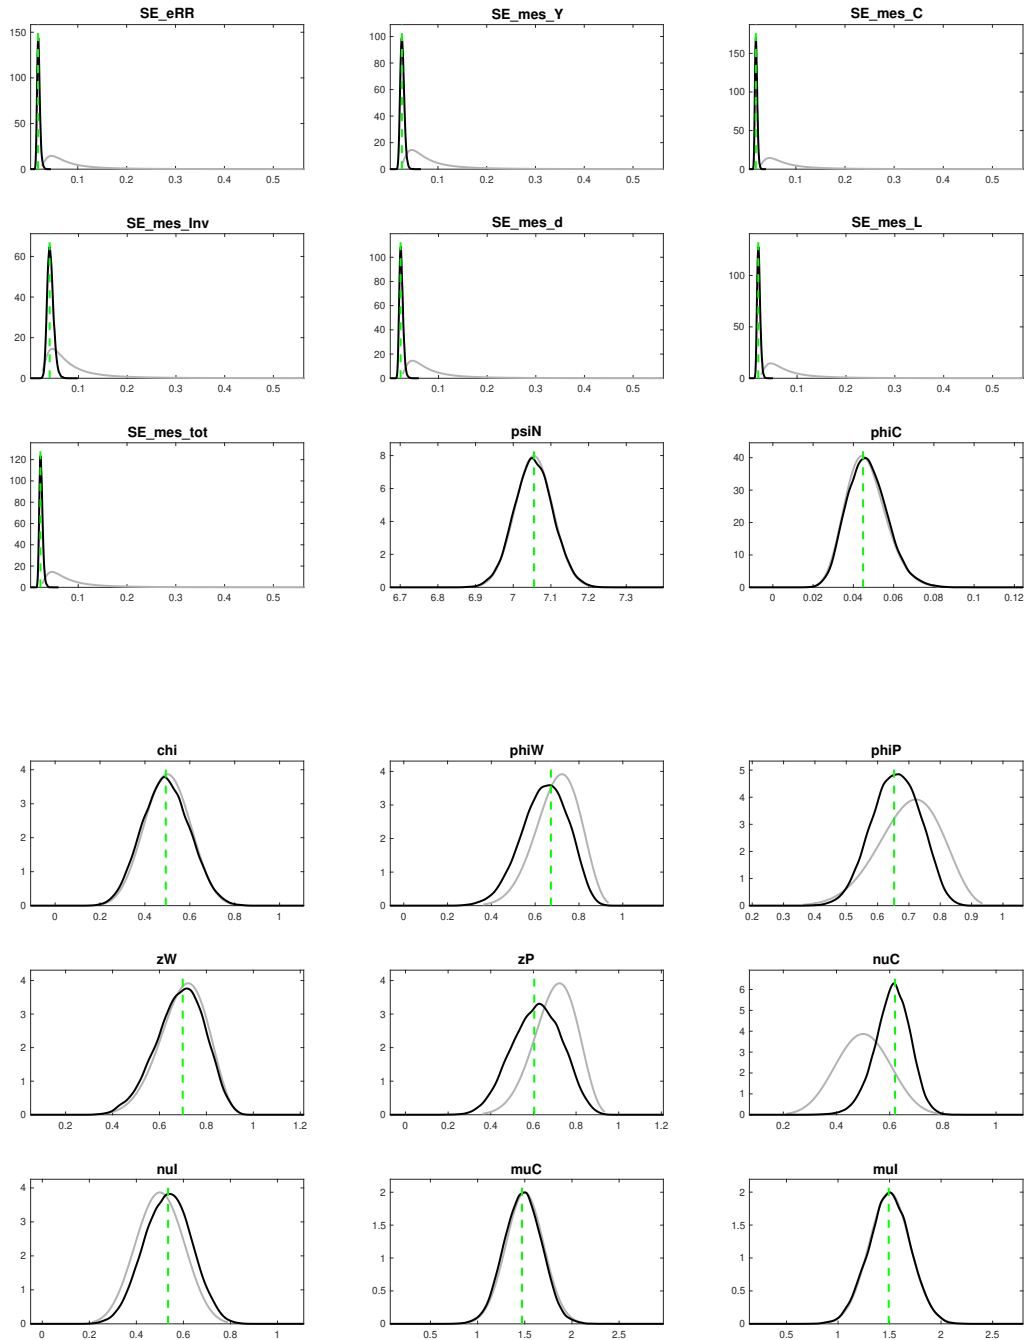 SE_eRR SE_mes_Y SE_mes_C
150 100 50 0
0.1 0.2 0.3 0.4 0.5
100 80 60 40 20 0
0.1 0.2 0.3 0.4 0.5
150 100 50 0
0.1 0.2 0.3 0.4 0.5
SE_mes_Inv SE_mes_d SE_mes_L
60 40 20 0
0.1 0.2 0.3 0.4 0.5
100 80 60 40 20 0
0.1 0.2 0.3 0.4 0.5
100 50 0
0.1 0.2 0.3 0.4 0.5
SE_mes_tot psiN phiC
120 100 80 60 40 20 0
0.1 0.2 0.3 0.4 0.5
8 6 4 2 0
6.7 6.8 6.9 7 7.1 7.2 7.3
40 30 20 10 0
0 0.02 0.04 0.06 0.08 0.1 0.12
chi phiW phiP
4 3 2 1 0
0 0.2 0.4 0.6 0.8 1
4 3 2 1 0
0 0.2 0.4 0.6 0.8 1
5 4 3 2 1 0
0.2 0.3 0.4 0.5 0.6 0.7 0.8 0.9 1
zW zP nuC
4 3 2 1 0
0.2 0.4 0.6 0.8 1 1.2
4 3 2 1 0
0 0.2 0.4 0.6 0.8 1 1.2
6 5 4 3 2 1 0
0.2 0.4 0.6 0.8 1
nuI muC muI
4 3 2 1 0
0 0.2 0.4 0.6 0.8 1
2 1.5 1 0.5 0
0.5 1 1.5 2 2.5
2 1.5 1 0.5 0
0.5 1 1.5 2 2.5